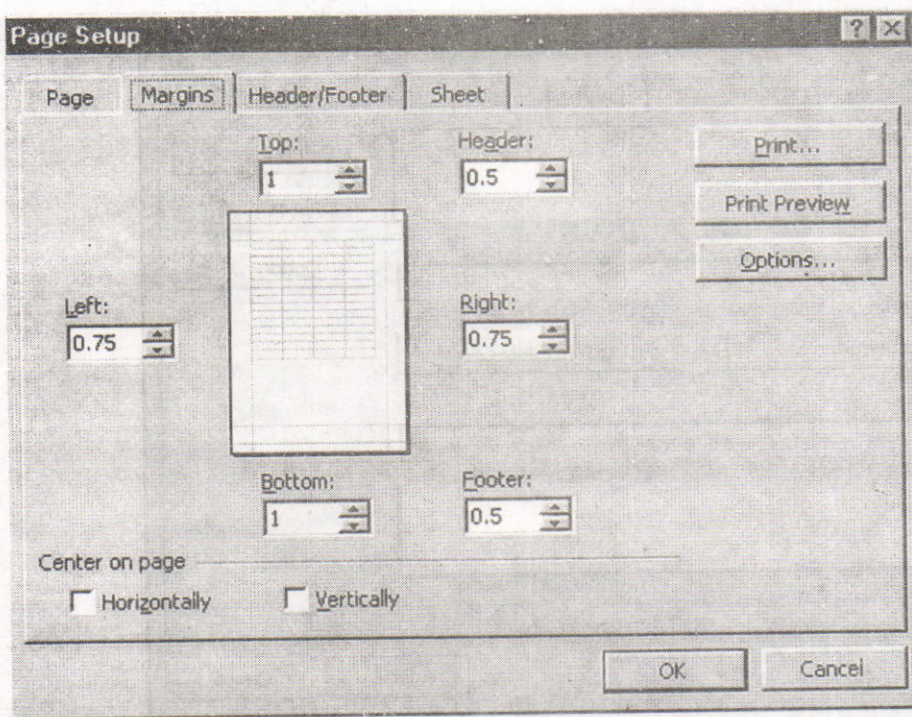 Page Setup
Page Margins Header/Footer Sheet
Top: Header:
1 0.5
Print...
Print Preview
Options...
Left: Right:
0.75 0.75
Bottom: Footer:
1 0.5
Center on page
Horizontally Vertically
OK Cancel